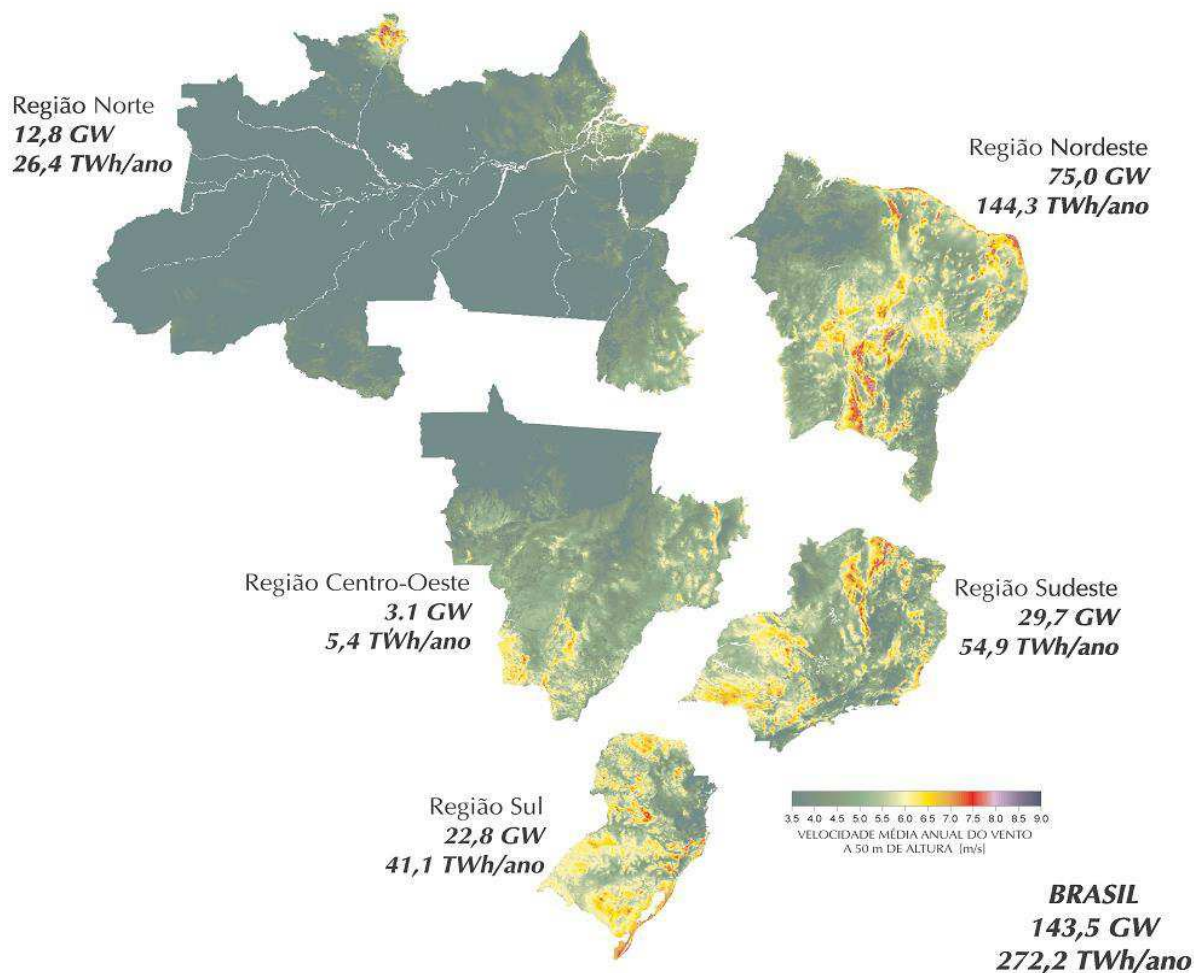 Região Norte
12,8 GW
26,4 TWh/ano
Região Nordeste
75,0 GW
144,3 TWh/ano
Região Centro-Oeste
3.1 GW
5,4 TWh/ano
Região Sudeste
29,7 GW
54,9 TWh/ano
Região Sul
22,8 GW
41,1 TWh/ano
3.5 4.0 4.5 5.0 5.5 6.0 6.5 7.0 7.5 8.0 8.5 9.0
VELOCIDADE MÉDIA ANUAL DO VENTO
A 50 m DE ALTURA [m/s]
BRASIL
143,5 GW
272,2 TWh/ano